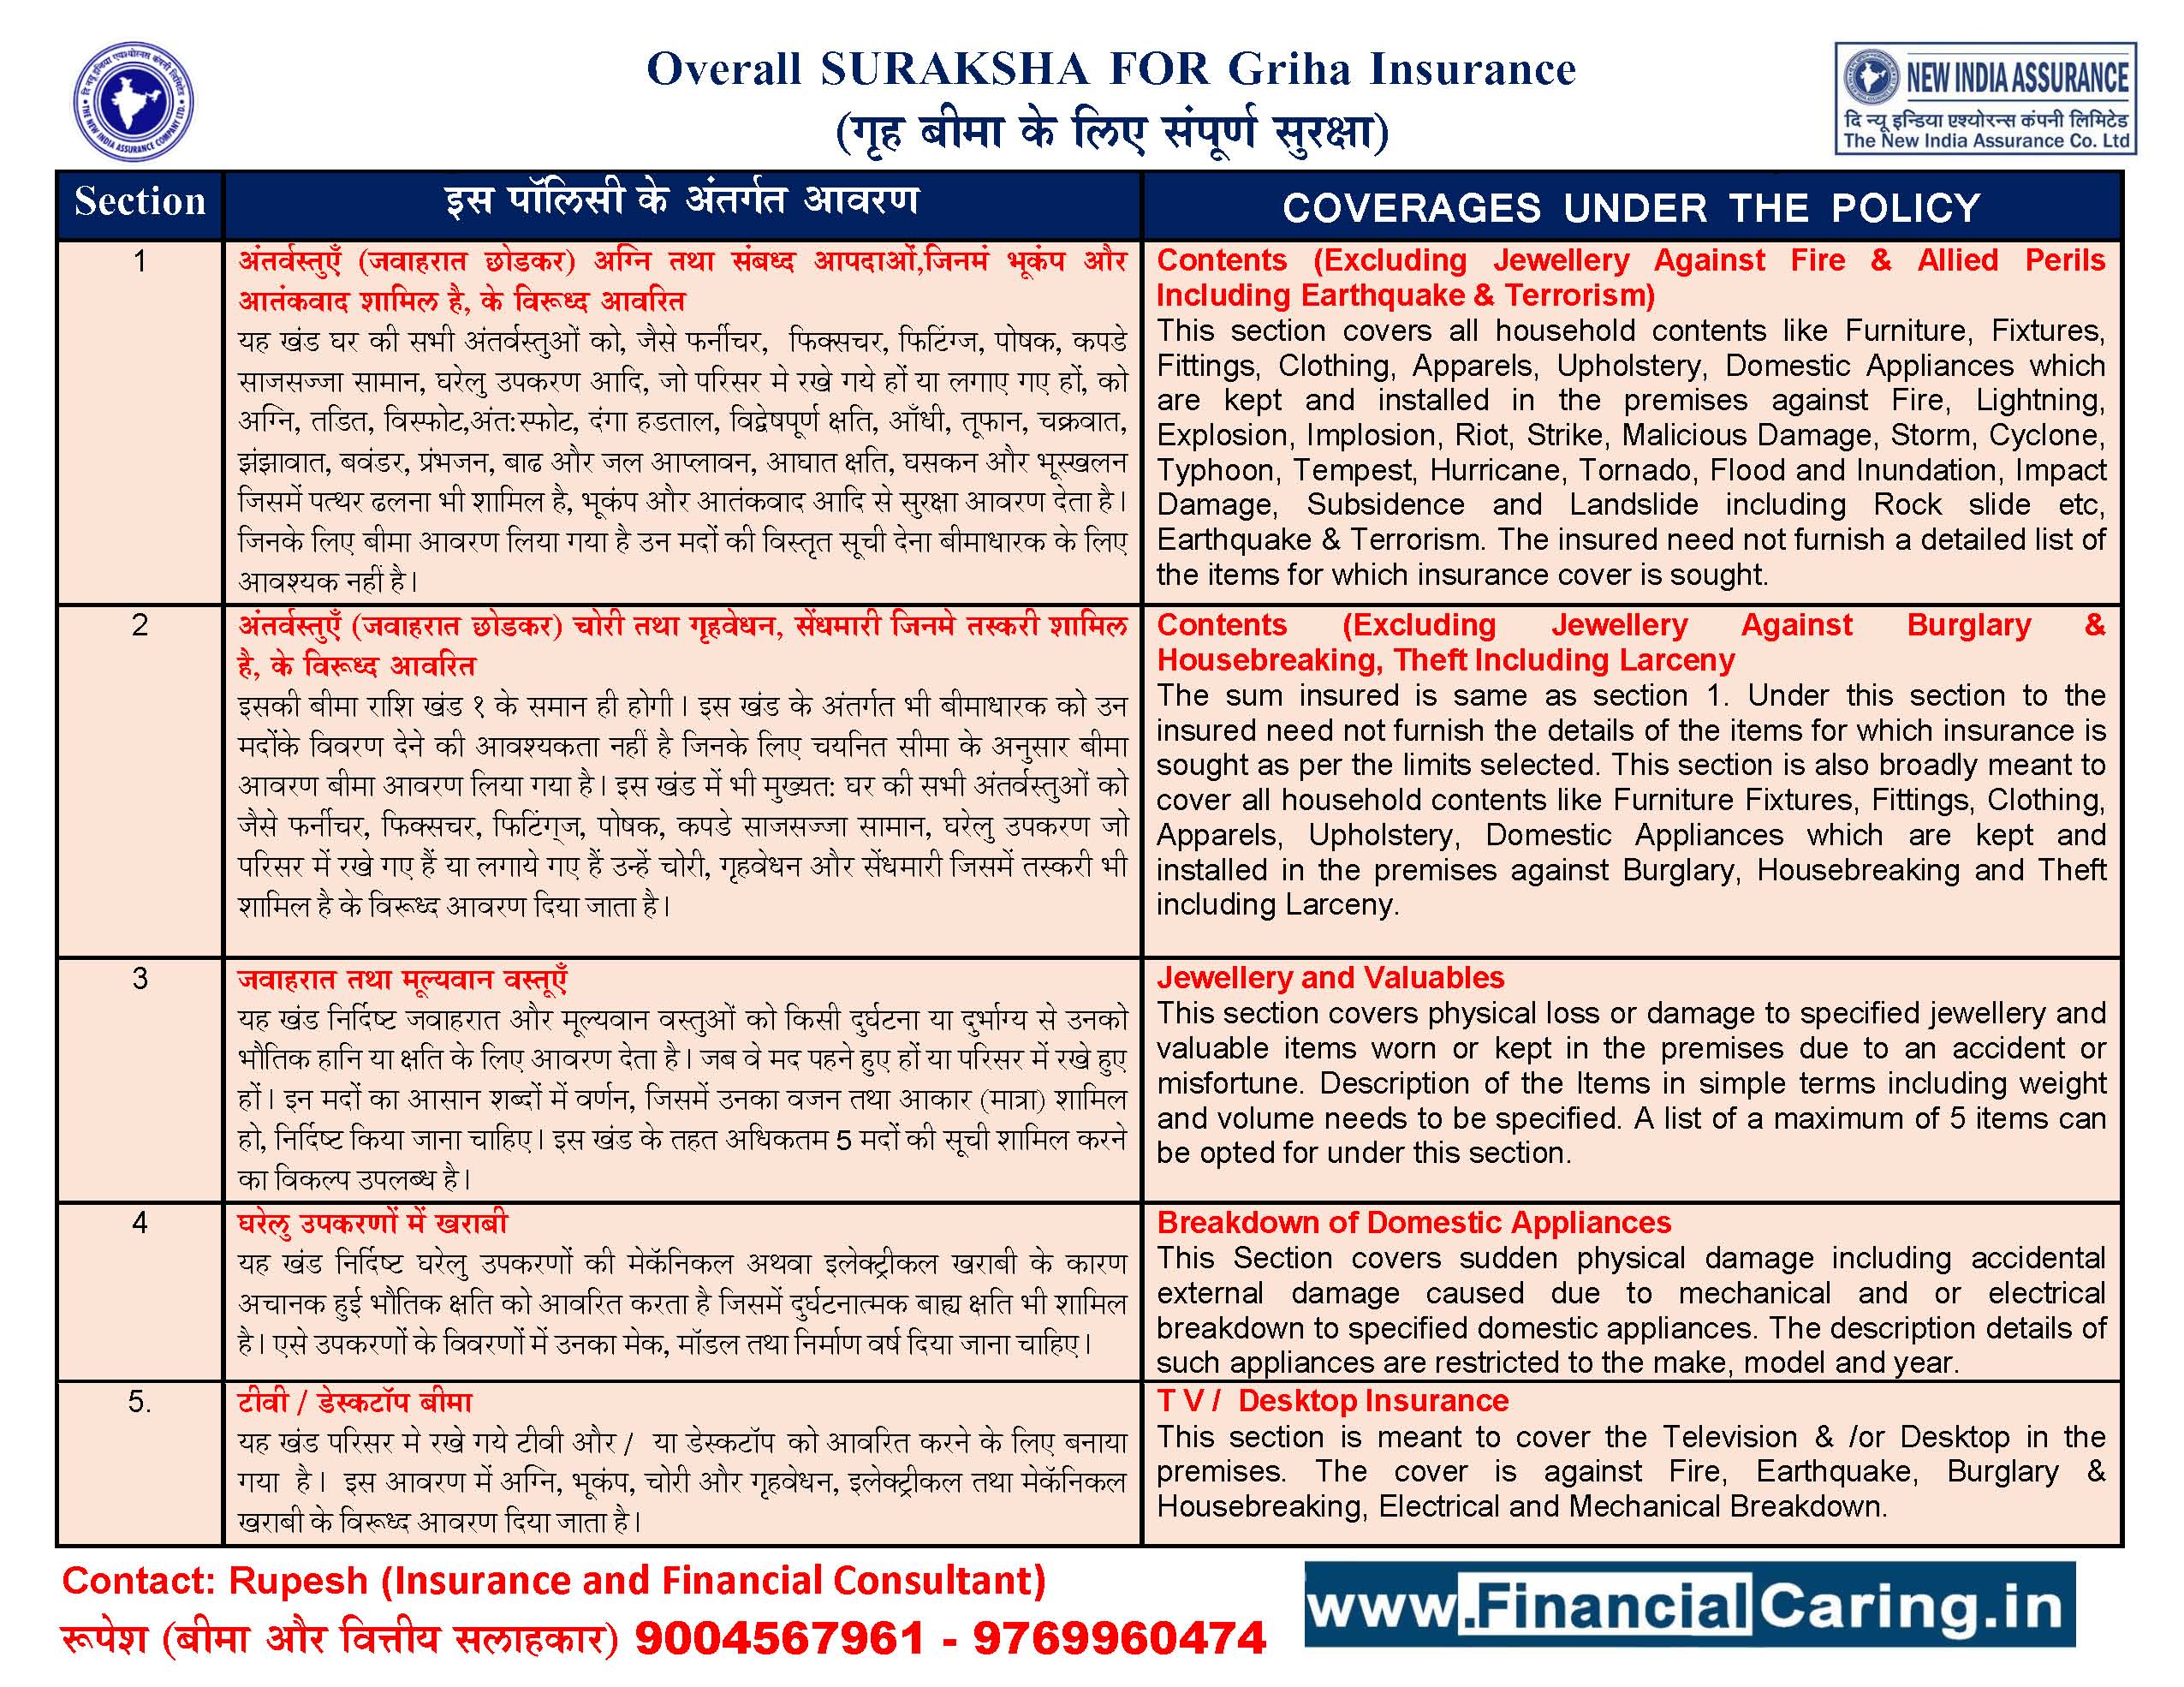 Overall SURAKSHA FOR Griha Insurance
(गृह बीमा के लिए संपूर्ण सुरक्षा)
दि न्यू इन्डिया एश्योरन्स कंपनी लिमिटेड
THE NEW INDIA ASSURANCE COMPANY LTD.
NEW INDIA ASSURANCE
दि न्यू इन्डिया एश्योरन्स कंपनी लिमिटेड
The New India Assurance Co. Ltd
Section
इस पॉलिसी के अंतर्गत आवरण
COVERAGES UNDER THE POLICY
1
अंतर्वस्तुएँ (जवाहरात छोडकर) अग्नि तथा संबध्द आपदाओं,जिनमं भूकंप और
आतंकवाद शामिल है, के विरूध्द आवरित
यह खंड घर की सभी अंतर्वस्तुओं को, जैसे फर्नीचर, फिक्सचर, फिटिंग्ज, पोषक, कपडे
साजसज्जा सामान, घरेलु उपकरण आदि, जो परिसर मे रखे गये हों या लगाए गए हों, को
अग्नि, तडित, विस्फोट,अंत:स्फोट, दंगा हडताल, विद्वेषपूर्ण क्षति, आँधी, तूफान, चक्रवात,
झंझावात, बवंडर, प्रंभजन, बाढ और जल आप्लावन, आघात क्षति, घसकन और भूस्खलन
जिसमें पत्थर ढलना भी शामिल है, भूकंप और आतंकवाद आदि से सुरक्षा आवरण देता है।
जिनके लिए बीमा आवरण लिया गया है उन मदों की विस्तृत सूची देना बीमाधारक के लिए
आवश्यक नहीं है।
Contents (Excluding Jewellery Against Fire & Allied Perils
Including Earthquake & Terrorism)
This section covers all household contents like Furniture, Fixtures,
Fittings, Clothing, Apparels, Upholstery, Domestic Appliances which
are kept and installed in the premises against Fire, Lightning,
Explosion, Implosion, Riot, Strike, Malicious Damage, Storm, Cyclone,
Typhoon, Tempest, Hurricane, Tornado, Flood and Inundation, Impact
Damage, Subsidence and Landslide including Rock slide etc,
Earthquake & Terrorism. The insured need not furnish a detailed list of
the items for which insurance cover is sought.
2
अंतर्वस्तुएँ (जवाहरात छोडकर) चोरी तथा गृहवेधन, सेंधमारी जिनमे तस्करी शामिल
है, के विरूध्द आवरित
इसकी बीमा राशि खंड १ के समान ही होगी। इस खंड के अंतर्गत भी बीमाधारक को उन
मदोंके विवरण देने की आवश्यकता नहीं है जिनके लिए चयनित सीमा के अनुसार बीमा
आवरण बीमा आवरण लिया गया है। इस खंड में भी मुख्यत: घर की सभी अंतर्वस्तुओं को
जैसे फर्नीचर, फिक्सचर, फिटिंग्ज, पोषक, कपडे साजसज्जा सामान, घरेलु उपकरण जो
परिसर में रखे गए हैं या लगाये गए हैं उन्हें चोरी, गृहवेधन और सेंधमारी जिसमें तस्करी भी
शामिल है के विरूध्द आवरण दिया जाता है।
Contents (Excluding Jewellery Against Burglary &
Housebreaking, Theft Including Larceny
The sum insured is same as section 1. Under this section to the
insured need not furnish the details of the items for which insurance is
sought as per the limits selected. This section is also broadly meant to
cover all household contents like Furniture Fixtures, Fittings, Clothing,
Apparels, Upholstery, Domestic Appliances which are kept and
installed in the premises against Burglary, Housebreaking and Theft
including Larceny.
3
जवाहरात तथा मूल्यवान वस्तूएँ
यह खंड निर्दिष्ट जवाहरात और मूल्यवान वस्तुओं को किसी दुर्घटना या दुर्भाग्य से उनको
भौतिक हानि या क्षति के लिए आवरण देता है। जब वे मद पहने हुए हों या परिसर में रखे हुए
हों। इन मदों का आसान शब्दों में वर्णन, जिसमें उनका वजन तथा आकार (मात्रा) शामिल
हो, निर्दिष्ट किया जाना चाहिए। इस खंड के तहत अधिकतम 5 मदों की सूची शामिल करने
का विकल्प उपलब्ध है।
Jewellery and Valuables
This section covers physical loss or damage to specified jewellery and
valuable items worn or kept in the premises due to an accident or
misfortune. Description of the Items in simple terms including weight
and volume needs to be specified. A list of a maximum of 5 items can
be opted for under this section.
4
घरेलु उपकरणों में खराबी
यह खंड निर्दिष्ट घरेलु उपकरणों की मेकॅनिकल अथवा इलेक्ट्रीकल खराबी के कारण
अचानक हुई भौतिक क्षति को आवरित करता है जिसमें दुर्घटनात्मक बाह्य क्षति भी शामिल
है। एसे उपकरणों के विवरणों में उनका मेक, मॉडल तथा निर्माण वर्ष दिया जाना चाहिए।
Breakdown of Domestic Appliances
This Section covers sudden physical damage including accidental
external damage caused due to mechanical and or electrical
breakdown to specified domestic appliances. The description details of
such appliances are restricted to the make, model and year.
5.
टीवी / डेस्कटॉप बीमा
यह खंड परिसर मे रखे गये टीवी और / या डेस्कटॉप को आवरित करने के लिए बनाया
गया है। इस आवरण में अग्नि, भूकंप, चोरी और गृहवेधन, इलेक्ट्रीकल तथा मेकॅनिकल
खराबी के विरूध्द आवरण दिया जाता है।
T V / Desktop Insurance
This section is meant to cover the Television & /or Desktop in the
premises. The cover is against Fire, Earthquake, Burglary &
Housebreaking, Electrical and Mechanical Breakdown.
Contact: Rupesh (Insurance and Financial Consultant)
रूपेश (बीमा और वित्तीय सलाहकार) 9004567961 - 9769960474
www.FinancialCaring.in